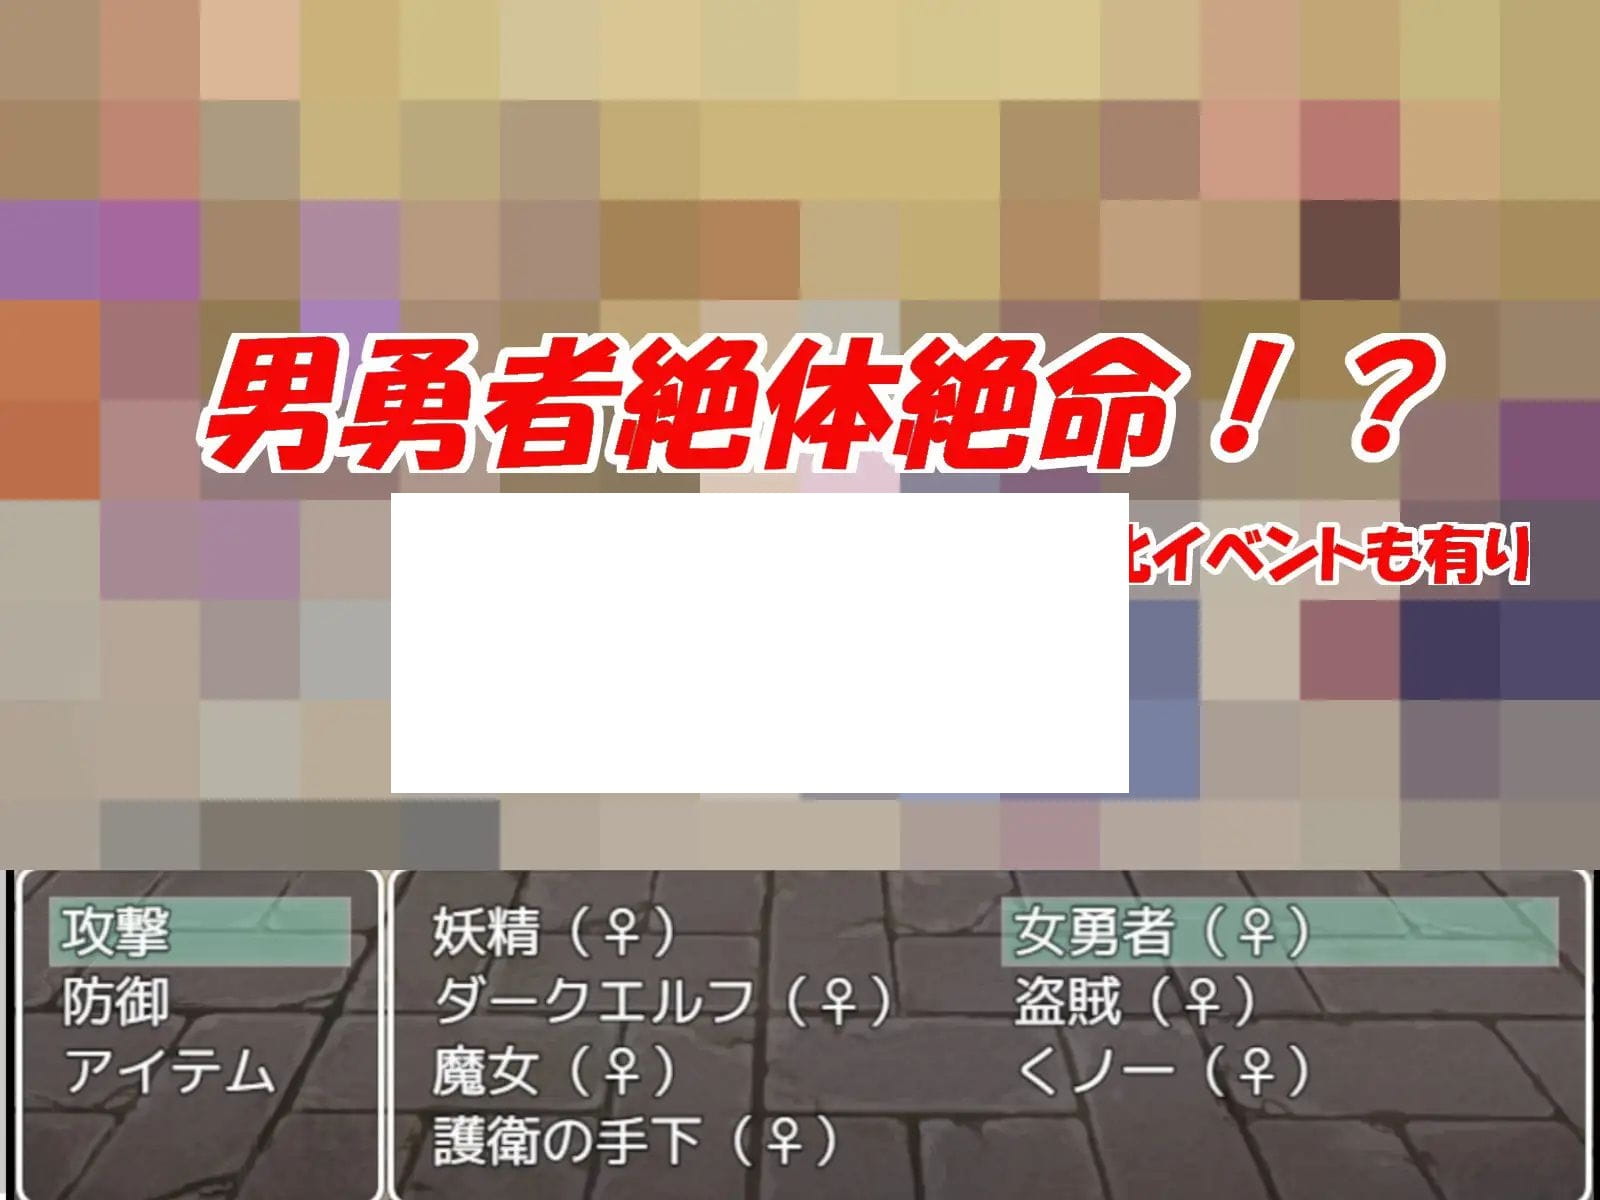 男勇者絶体絶命！？
イベントも有り
攻撃
防御
アイテム
妖精（♀）
女勇者（♀）
ダークエルフ（♀）
盗賊（♀）
魔女（♀）
くノ一（♀）
護衛の手下（♀）